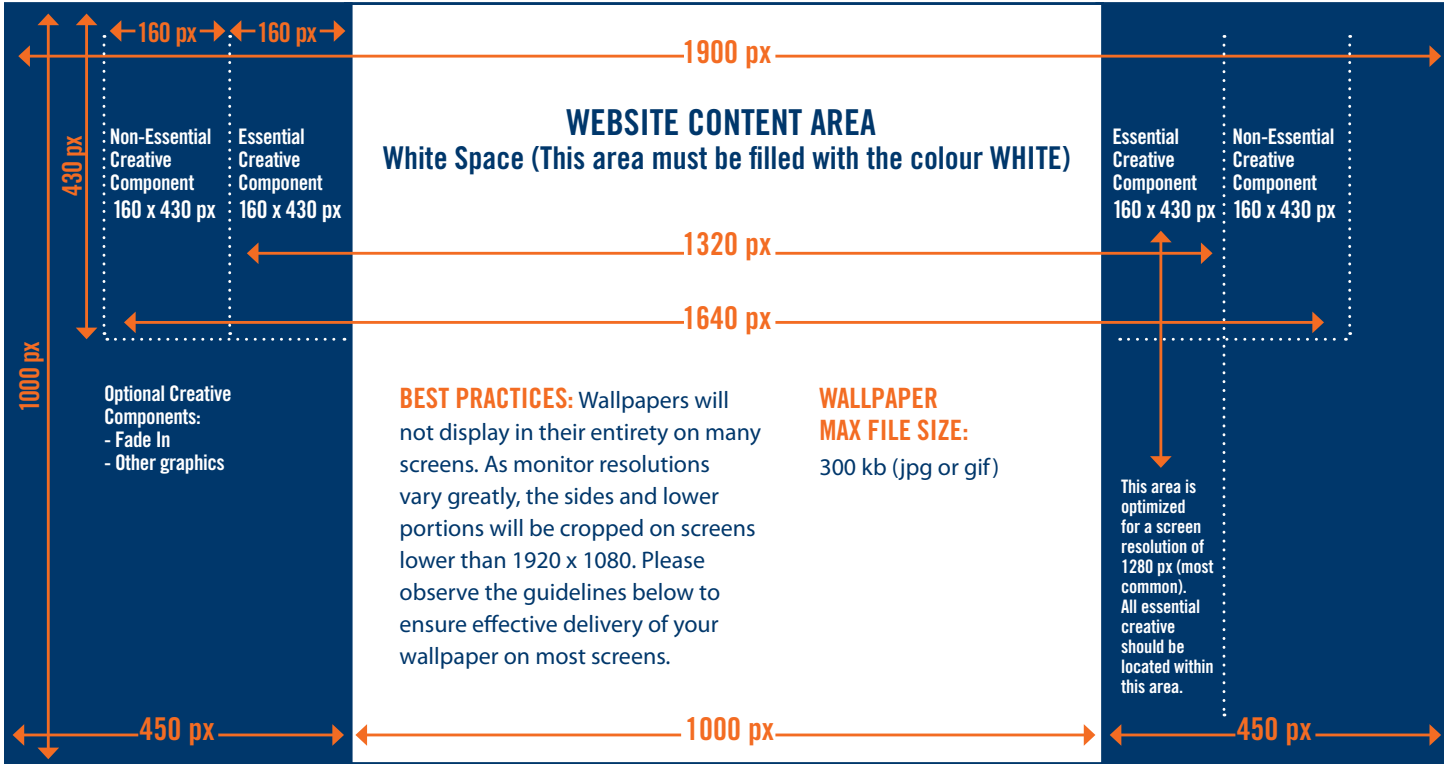 160 px
160 px
1900 px
WEBSITE CONTENT AREA
White Space (This area must be filled with the colour WHITE)
430 px
Non-Essential
Creative
Component
160 x 430 px
Essential
Creative
Component
160 x 430 px
Essential
Creative
Component
160 x 430 px
Non-Essential
Creative
Component
160 x 430 px
1320 px
1640 px
1000 px
Optional Creative
Components:
- Fade In
- Other graphics
BEST PRACTICES: Wallpapers will
not display in their entirety on many
screens. As monitor resolutions
vary greatly, the sides and lower
portions will be cropped on screens
lower than 1920 x 1080. Please
observe the guidelines below to
ensure effective delivery of your
wallpaper on most screens.
WALLPAPER
MAX FILE SIZE:
300 kb (jpg or gif)
This area is
optimized
for a screen
resolution of
1280 px (most
common).
All essential
creative
should be
located within
this area.
450 px
1000 px
450 px